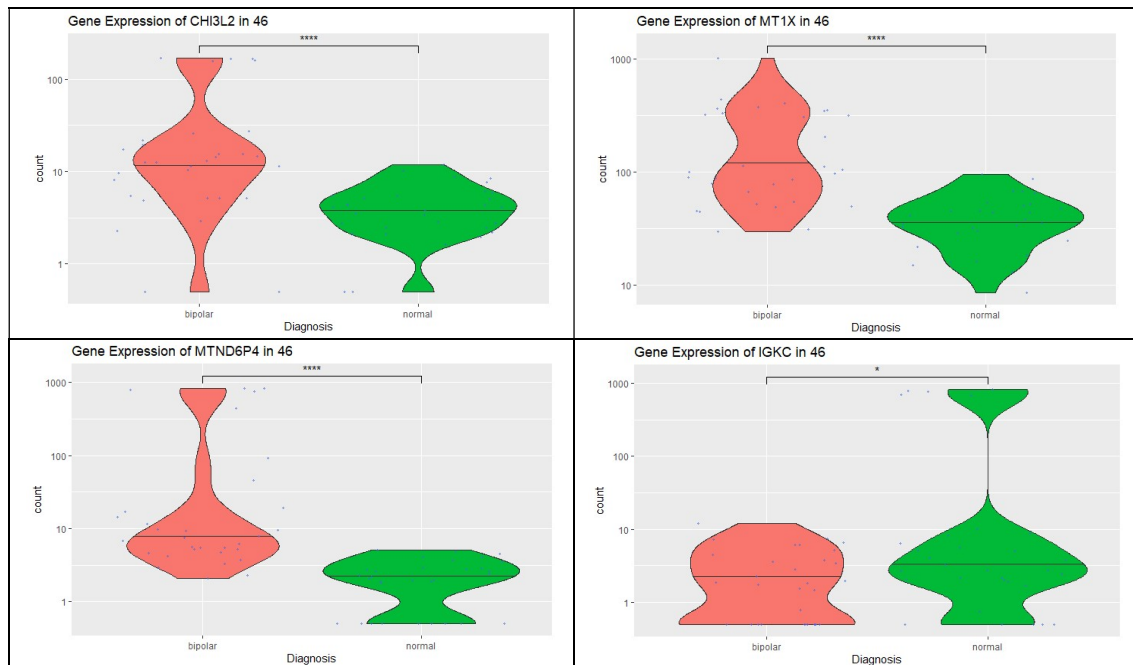 Gene Expression of CHI3L2 in 46
****
100
10
1
count
bipolar
normal
Diagnosis
Gene Expression of MT1X in 46
****
1000
100
10
count
bipolar
normal
Diagnosis
Gene Expression of MTND6P4 in 46
****
1000
100
10
1
count
bipolar
normal
Diagnosis
Gene Expression of IGKC in 46
*
1000
100
10
1
count
bipolar
normal
Diagnosis